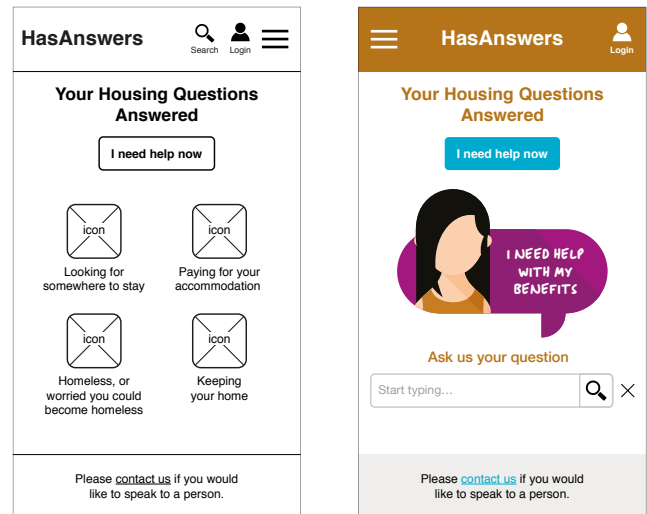 HasAnswers
Search
Login
Your Housing Questions
Answered
I need help now
icon
Looking for
somewhere to stay
icon
Paying for your
accommodation
icon
Homeless, or
worried you could
become homeless
icon
Keeping
your home
Please contact us if you would
like to speak to a person.
HasAnswers
Login
Your Housing Questions
Answered
I need help now
I NEED HELP
WITH MY
BENEFITS
Ask us your question
Start typing...
Please contact us if you would
like to speak to a person.